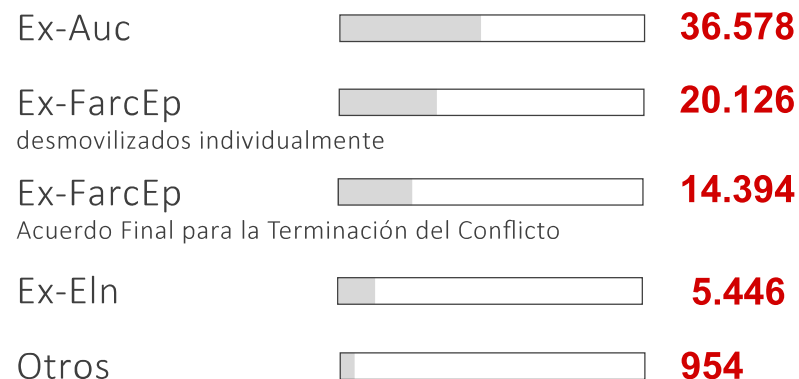 Ex-Auc 36.578
Ex-FarcEp 20.126
desmovilizados individualmente
Ex-FarcEp 14.394
Acuerdo Final para la Terminación del Conflicto
Ex-Eln 5.446
Otros 954